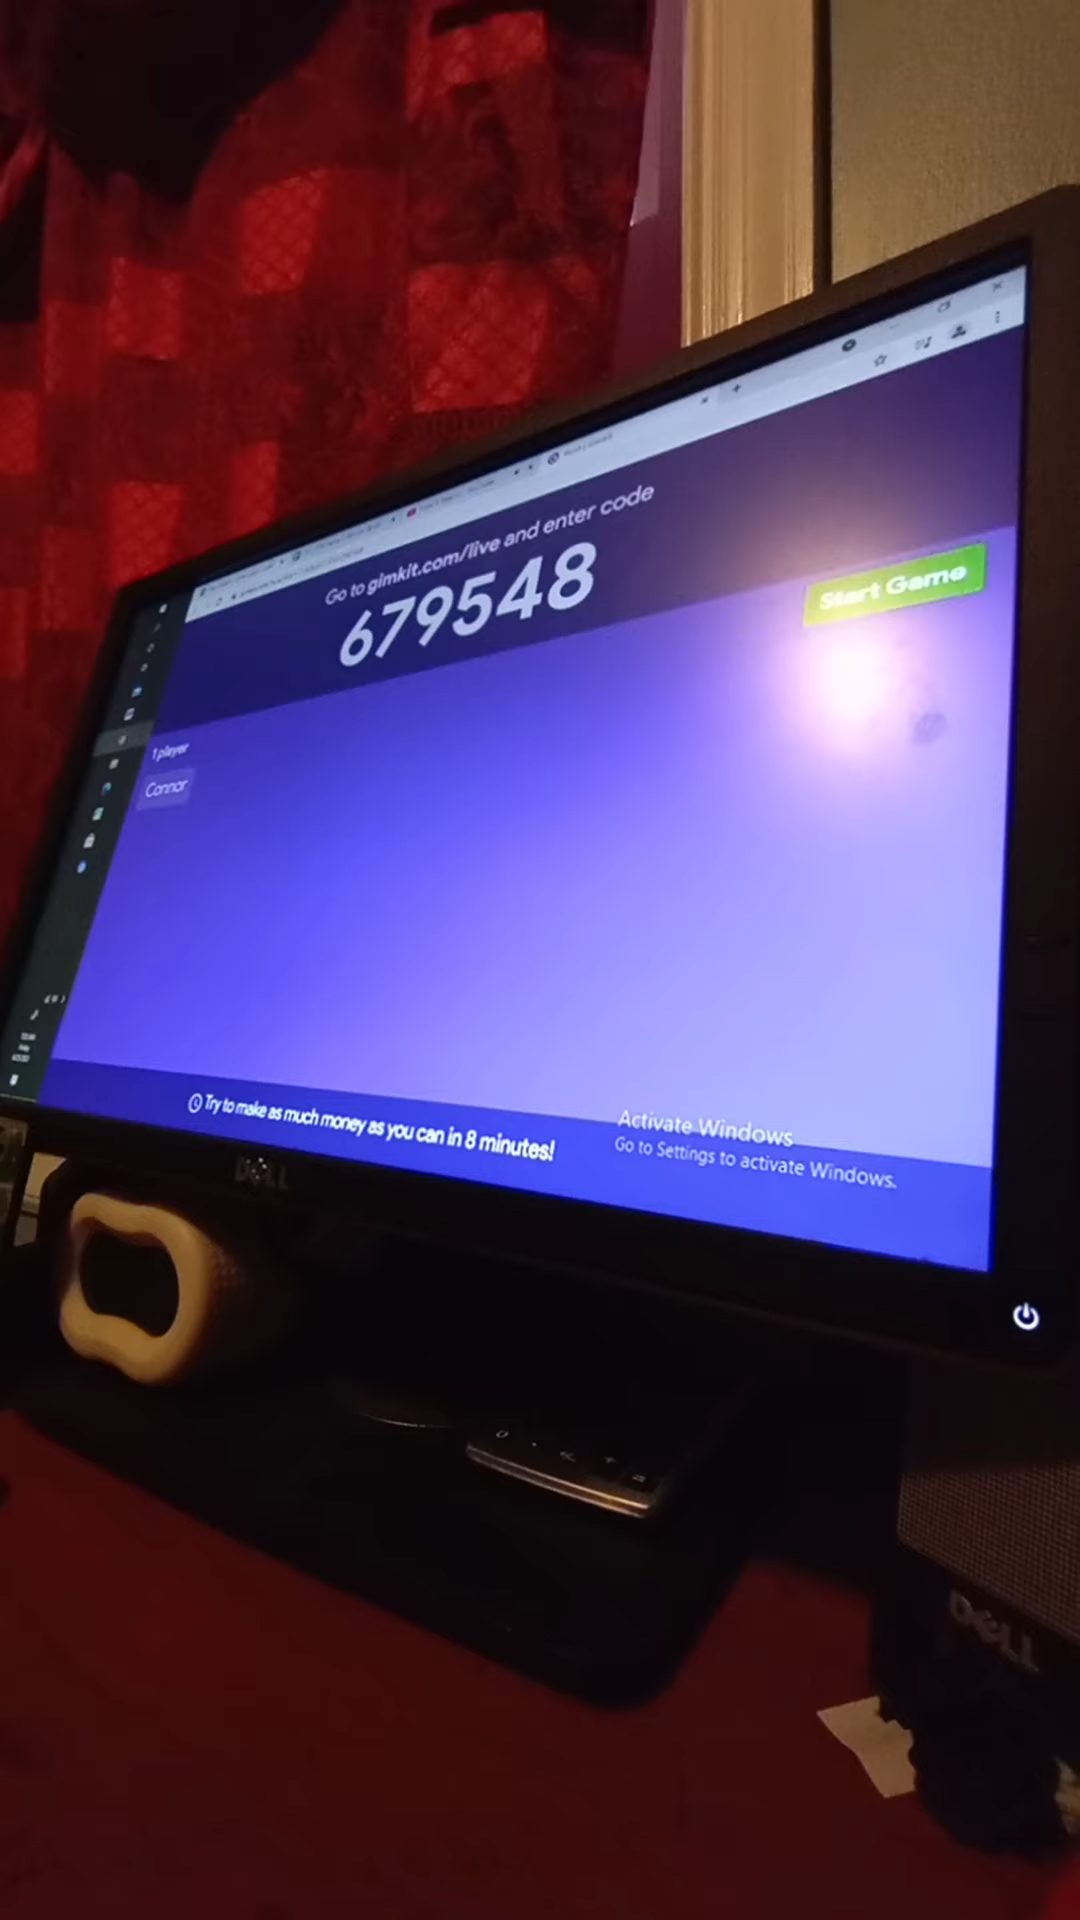 Go to gimkit.com/live and enter code
679548
Start Game
1 player
Connor
Try to make as much money as you can in 8 minutes!
Activate Windows
Go to Settings to activate Windows.
DELL
DELL